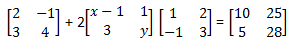 [2 -1; 3 4] + 2[x − 1 1; 3 y] [1 2; -1 3] = [10 25; 5 28]